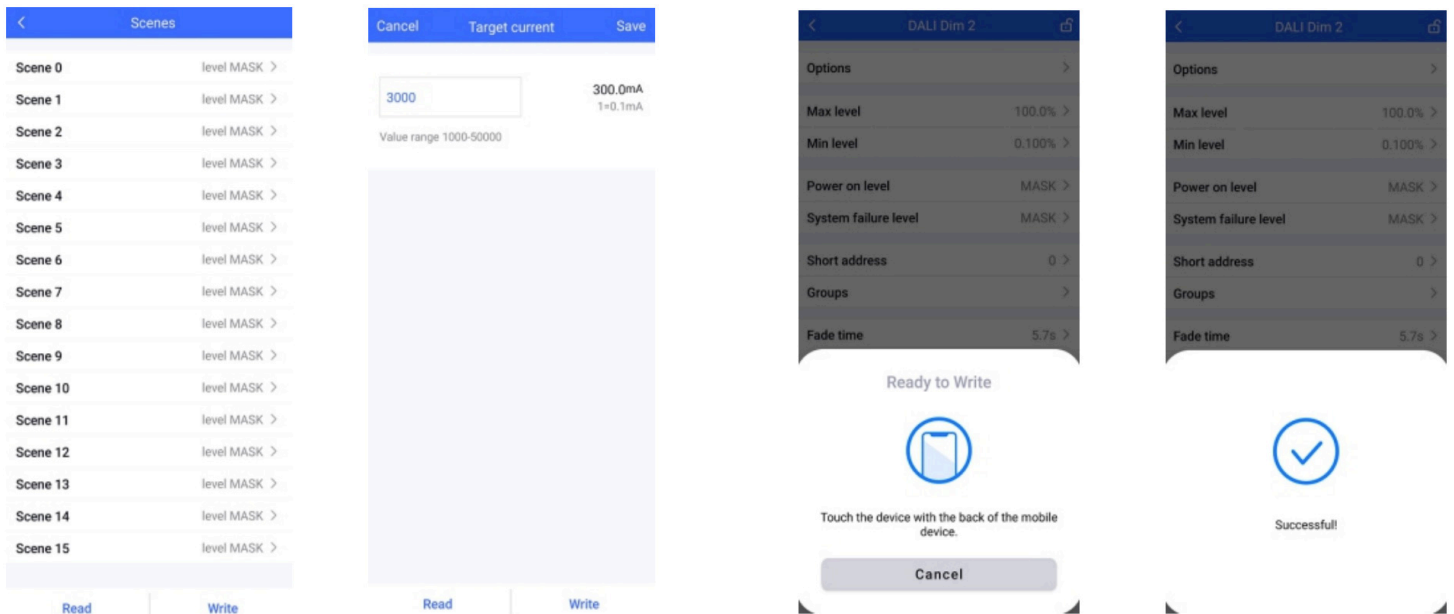 Scenes
Scene 0 level MASK
Scene 1 level MASK
Scene 2 level MASK
Scene 3 level MASK
Scene 4 level MASK
Scene 5 level MASK
Scene 6 level MASK
Scene 7 level MASK
Scene 8 level MASK
Scene 9 level MASK
Scene 10 level MASK
Scene 11 level MASK
Scene 12 level MASK
Scene 13 level MASK
Scene 14 level MASK
Scene 15 level MASK
Read Write
Cancel Target current Save
3000 300.0mA
1=0.1mA
Value range 1000-50000
Read Write
DALI Dim 2
Options
Max level 100.0%
Min level 0.100%
Power on level MASK
System failure level MASK
Short address 0
Groups
Fade time 5.7s
Ready to Write
Touch the device with the back of the mobile
device.
Cancel
DALI Dim 2
Options
Max level 100.0%
Min level 0.100%
Power on level MASK
System failure level MASK
Short address 0
Groups
Fade time 5.7s
Successful!